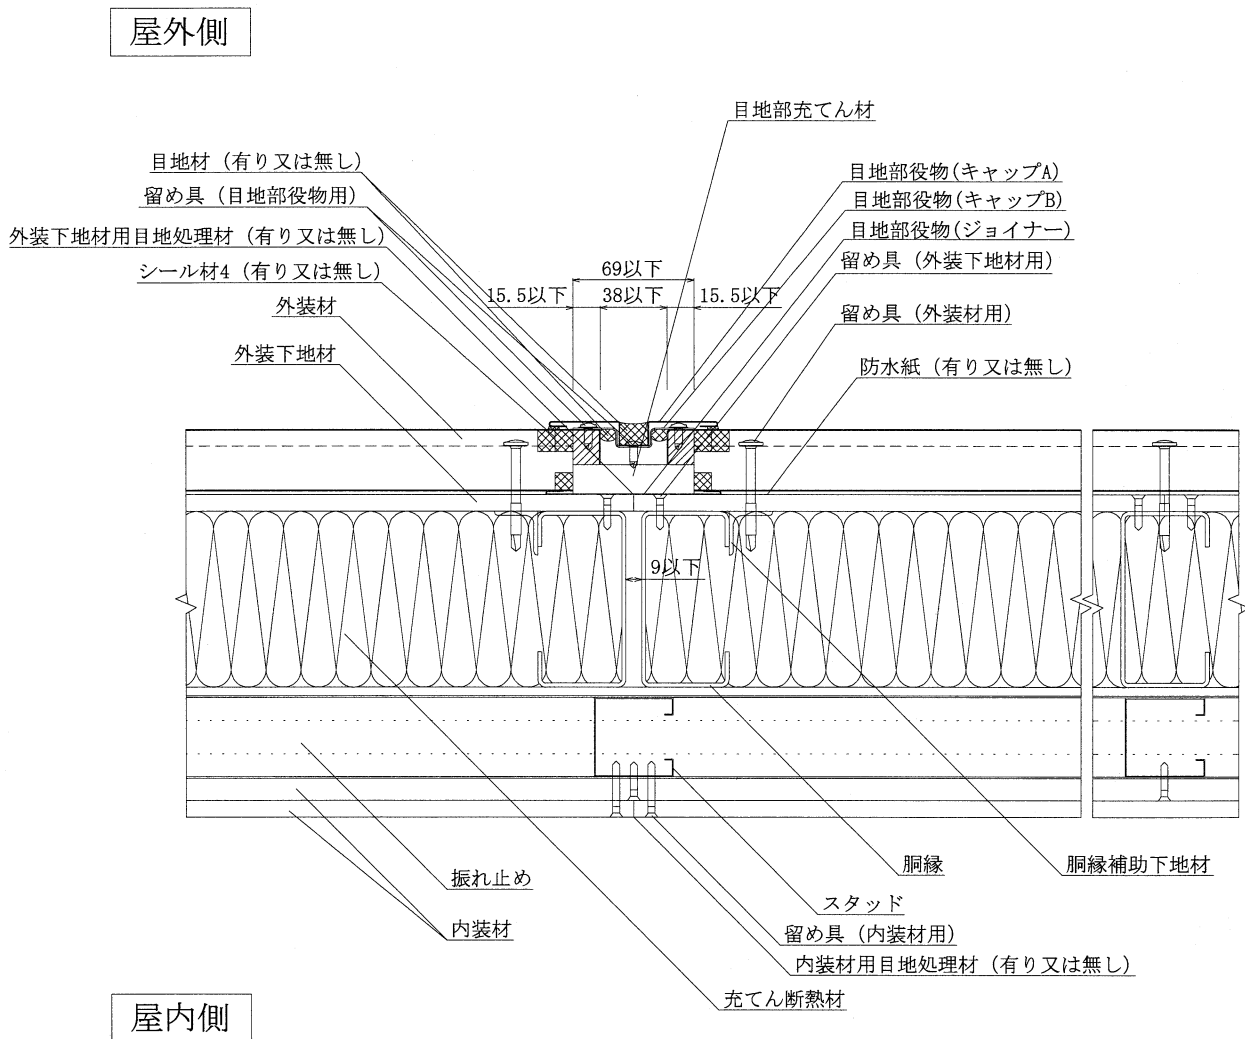 屋外側
目地部充てん材
目地材(有り又は無し)
留め具(目地部役物用)
外装下地材用目地処理材(有り又は無し)
シール材4(有り又は無し)
外装材
外装下地材
目地部役物(キャップA)
目地部役物(キャップB)
目地部役物(ジョイナー)
留め具(外装下地材用)
留め具(外装材用)
防水紙(有り又は無し)
69以下
15.5以下
38以下
15.5以下
9以下
振れ止め
内装材
胴縁
胴縁補助下地材
スタッド
留め具(内装材用)
内装材用目地処理材(有り又は無し)
充てん断熱材
屋内側